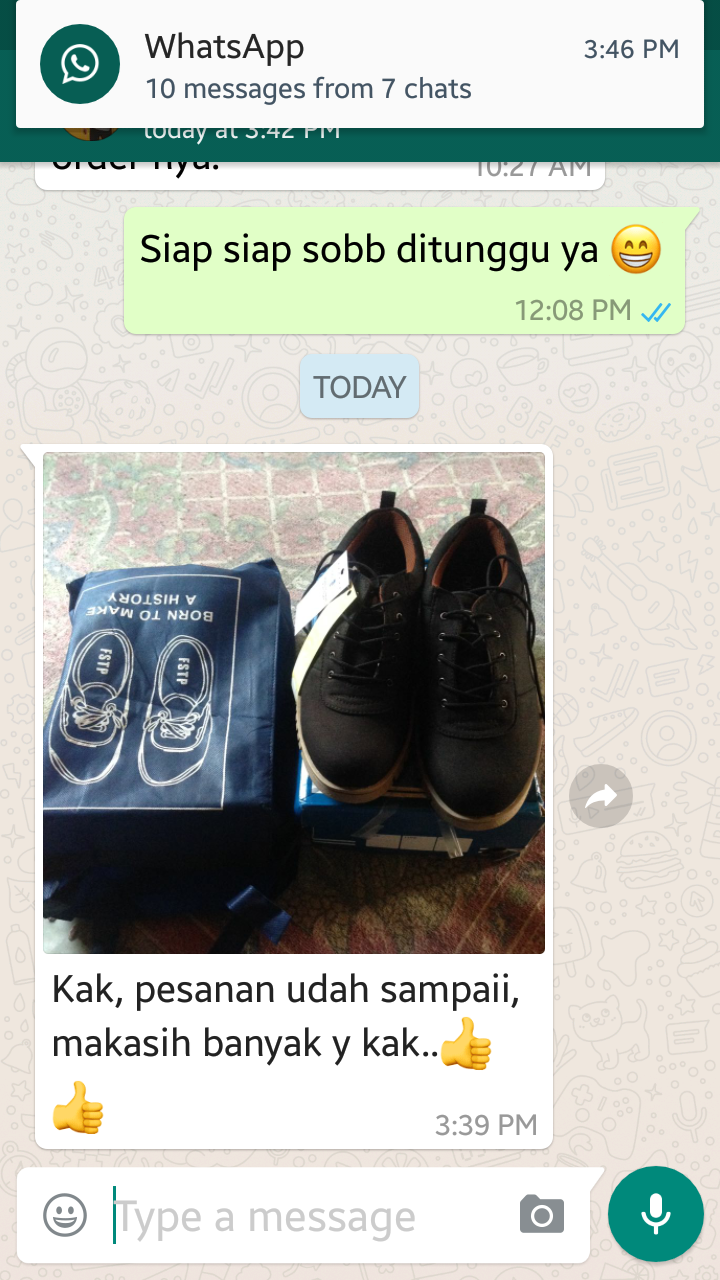 WhatsApp
3:46 PM
10 messages from 7 chats
today at 3:42 PM
order nya.
10:27 AM
Siap siap sobb ditunggu ya 😁
12:08 PM
TODAY
BORN TO MAKE
A HISTORY
FSTP
FSTP
Kak, pesanan udah sampaii,
makasih banyak y kak..👍
👍
3:39 PM
Type a message